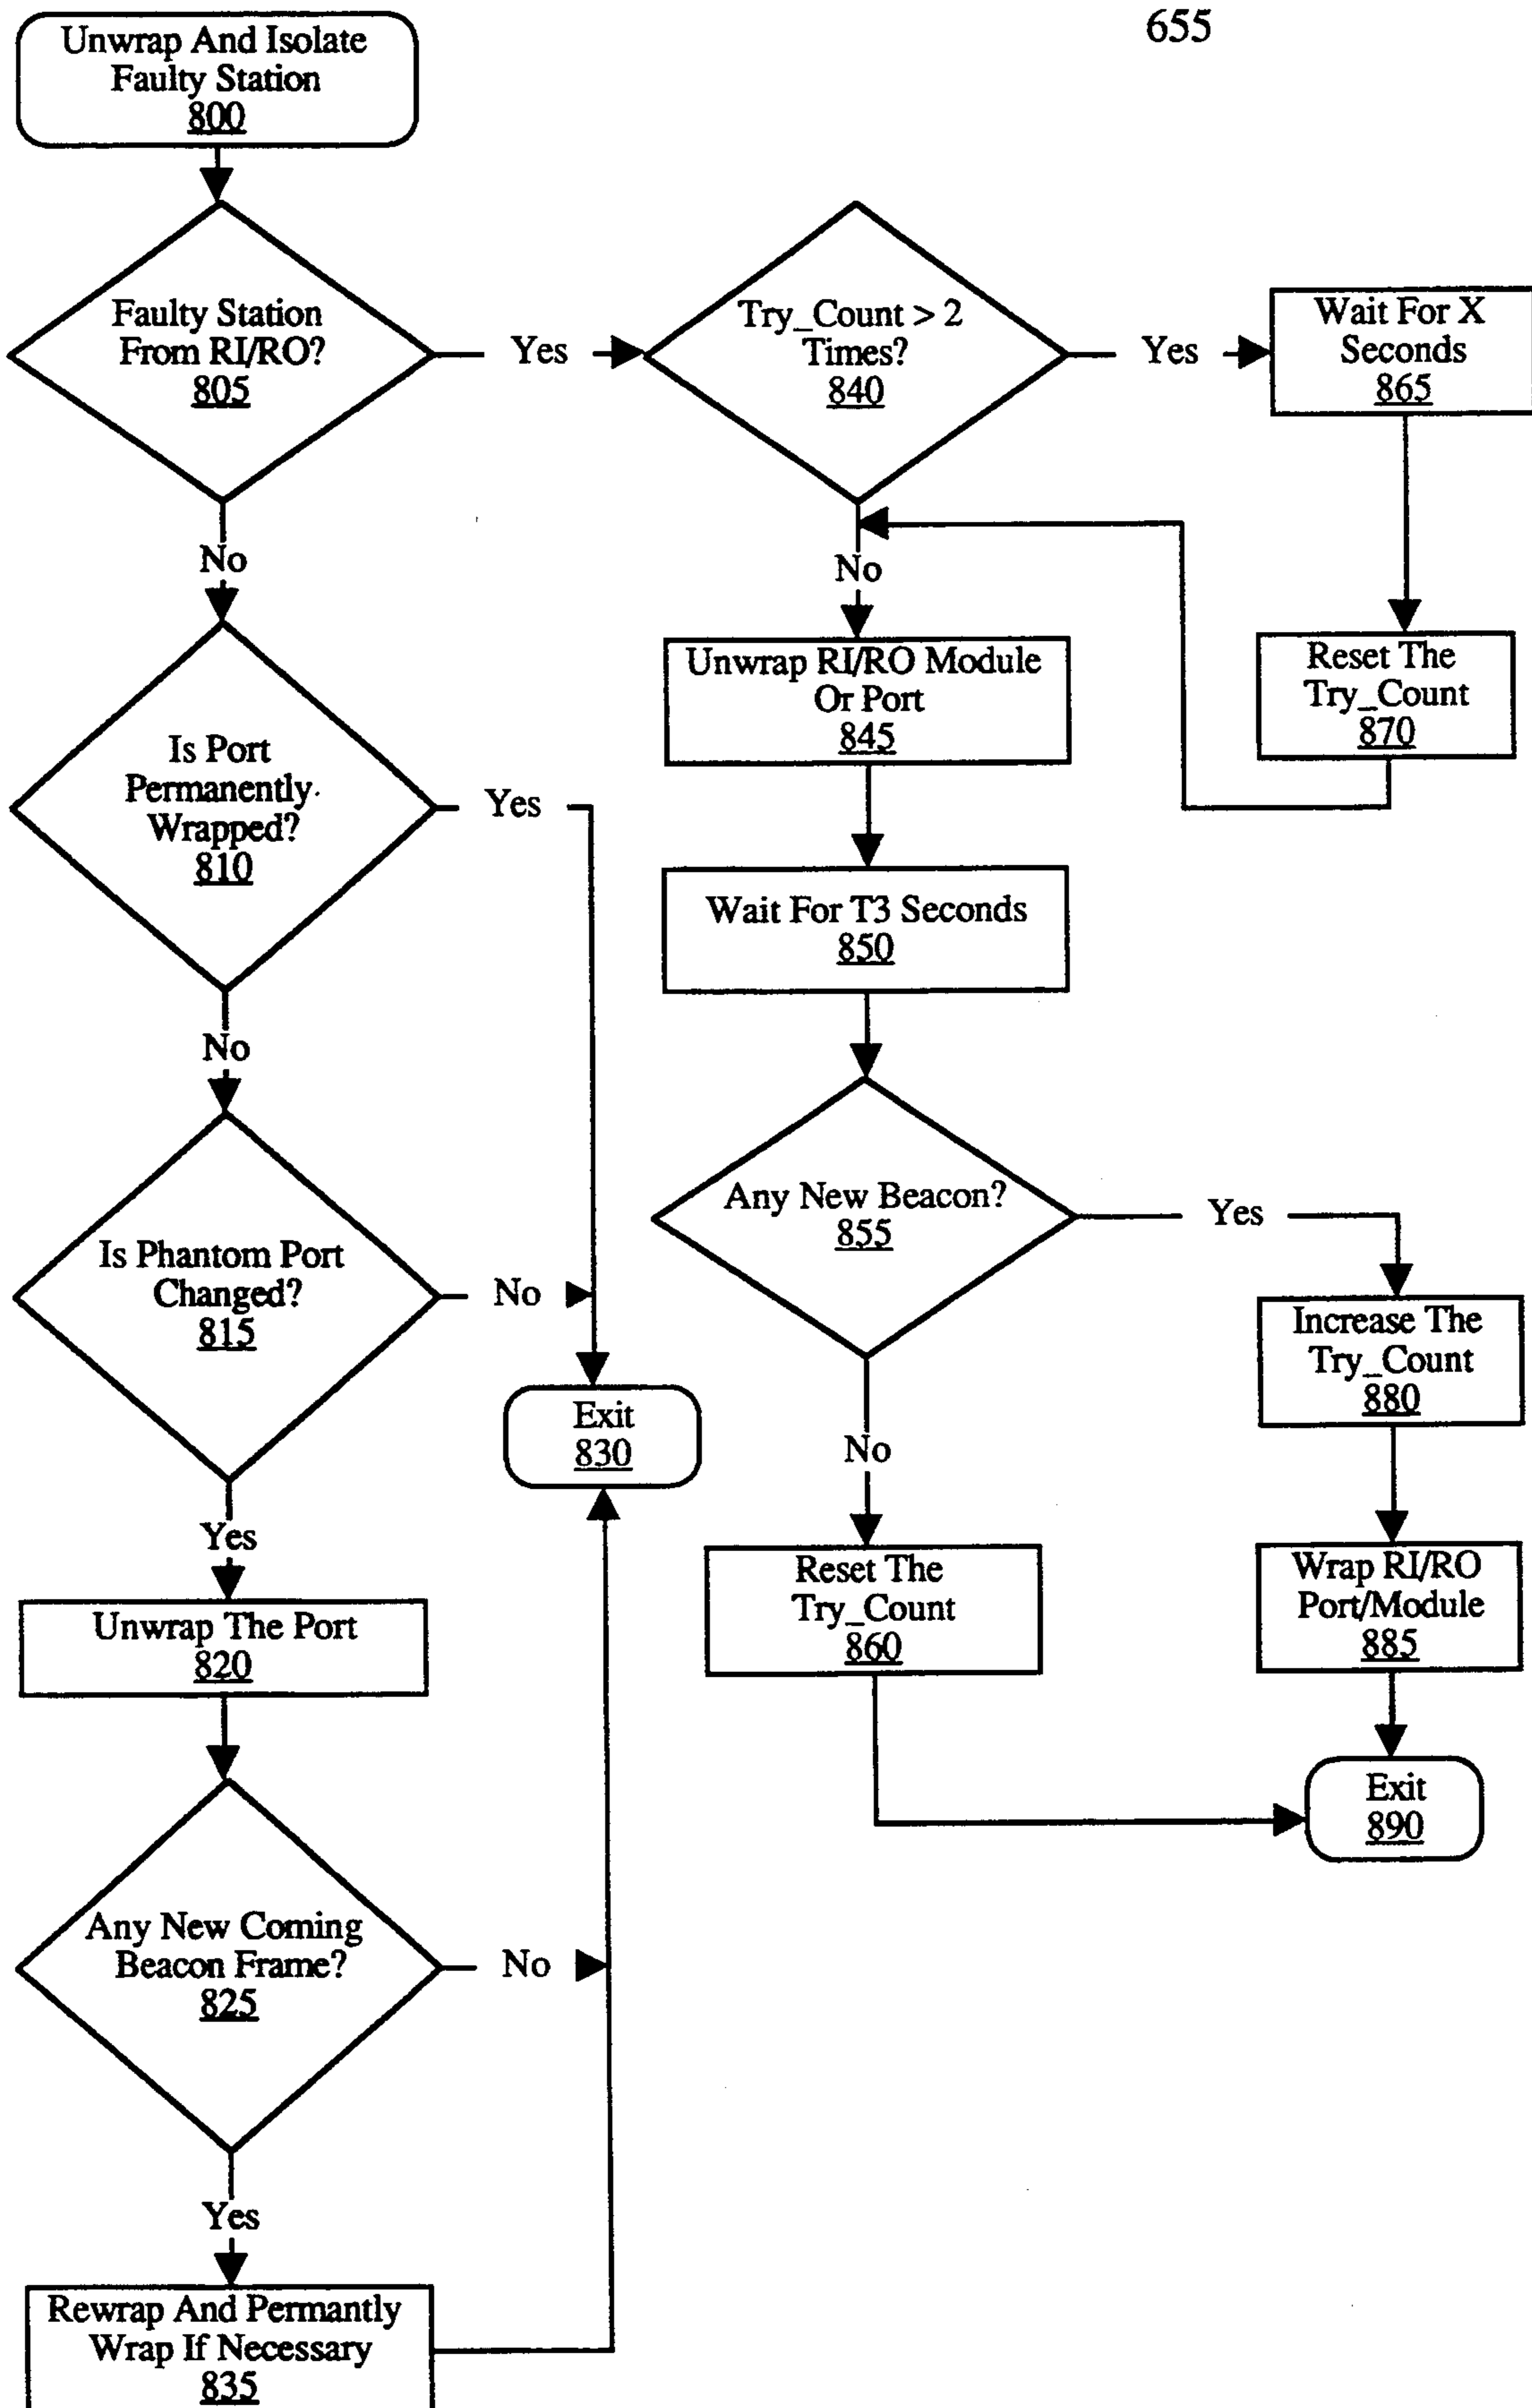 655
Unwrap And Isolate
Faulty Station
800
Faulty Station
From RI/RO?
805
Yes
No
Try_Count > 2
Times?
840
Yes
No
Wait For X
Seconds
865
Reset The
Try_Count
870
Is Port
Permanently
Wrapped?
810
Yes
No
Unwrap RI/RO Module
Or Port
845
Wait For T3 Seconds
850
Is Phantom Port
Changed?
815
No
Yes
Any New Beacon?
855
Yes
No
Increase The
Try_Count
880
Exit
830
Unwrap The Port
820
Reset The
Try_Count
860
Wrap RI/RO
Port/Module
885
Exit
890
Any New Coming
Beacon Frame?
825
No
Yes
Rewrap And Permantly
Wrap If Necessary
835